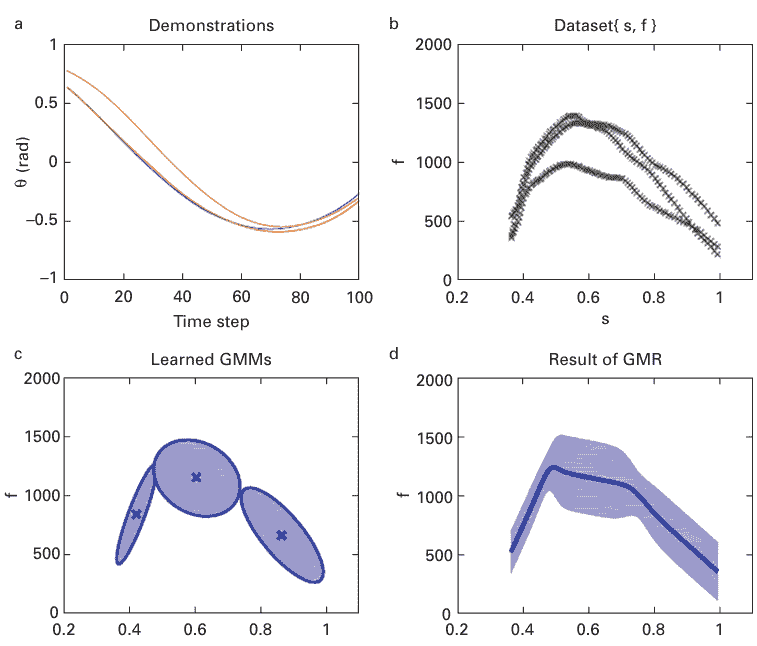 a
Demonstrations
1
0.5
0
−0.5
−1
θ (rad)
0 20 40 60 80 100
Time step
b
Dataset{ s, f }
2000
1500
1000
500
0
f
0.2 0.4 0.6 0.8 1
s
c
Learned GMMs
2000
1500
1000
500
0
f
0.2 0.4 0.6 0.8 1
d
Result of GMR
2000
1500
1000
500
0
f
0.2 0.4 0.6 0.8 1